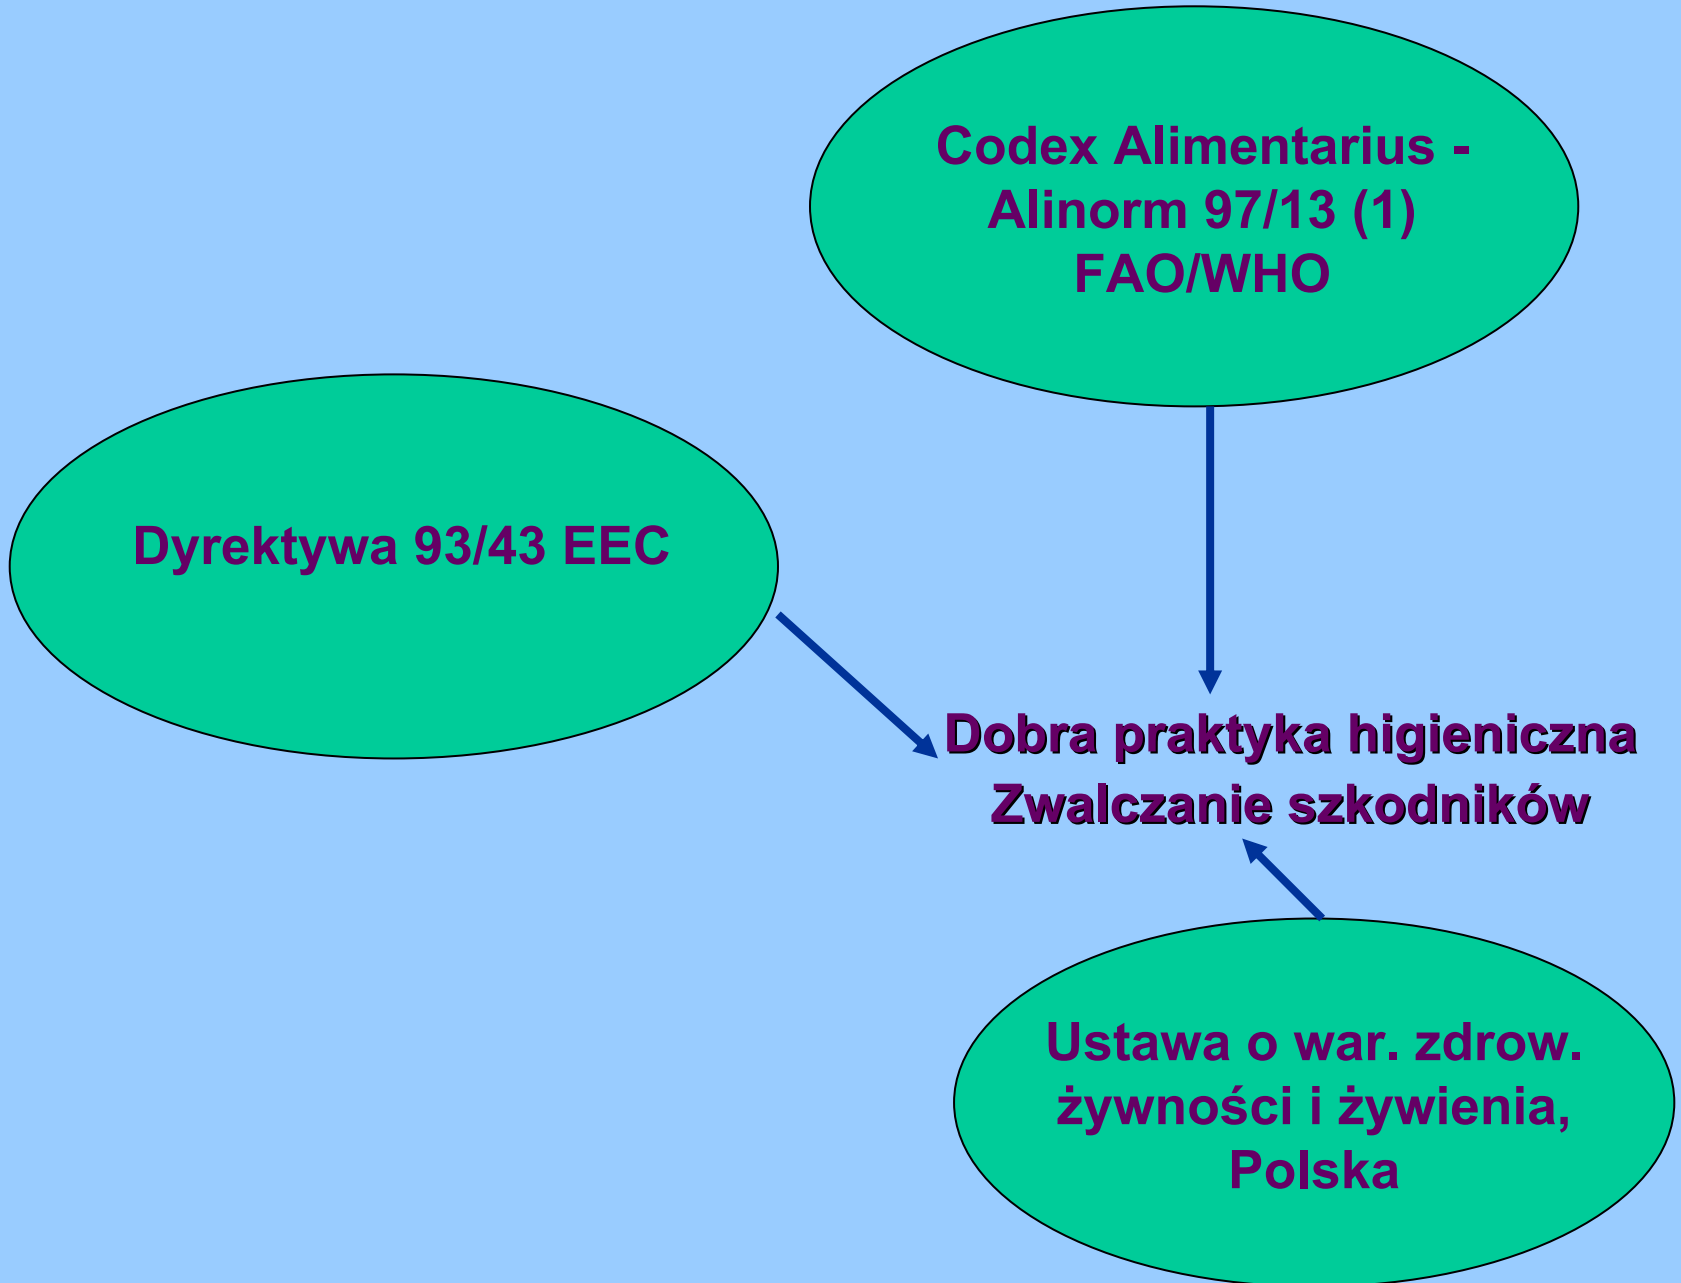 Codex Alimentarius -
Alinorm 97/13 (1)
FAO/WHO
Dyrektywa 93/43 EEC
Dobra praktyka higieniczna
Zwalczanie szkodników
Ustawa o war. zdrow.
żywności i żywienia,
Polska